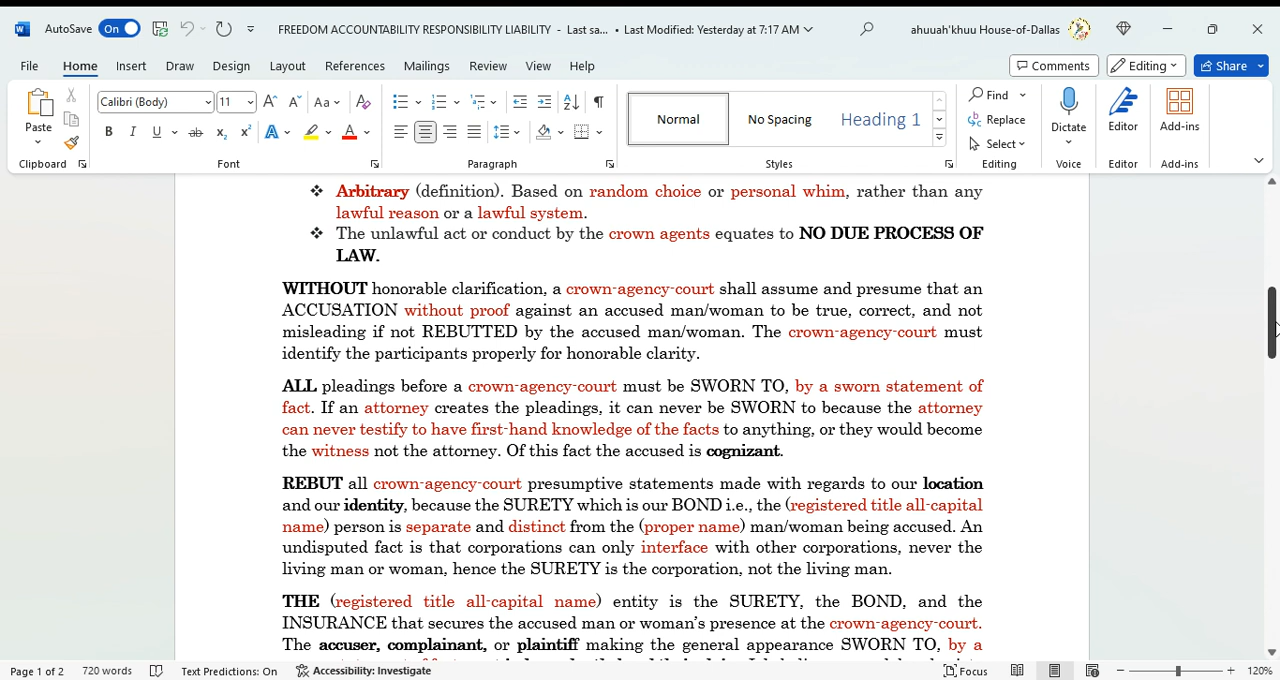 AutoSave On FREEDOM ACCOUNTABILITY RESPONSIBILITY LIABILITY - Last sa... • Last Modified: Yesterday at 7:17 AM ahuuah'khuu House-of-Dallas
File Home Insert Draw Design Layout References Mailings Review View Help Comments Editing Share
Calibri (Body) 11 Aa Normal No Spacing Heading 1 Find
Paste Replace Dictate Editor Add-ins
B I U ab x₂ x² A A Select
Clipboard Font Paragraph Styles Editing Voice Editor Add-ins
❖ Arbitrary (definition). Based on random choice or personal whim, rather than any
lawful reason or a lawful system.
❖ The unlawful act or conduct by the crown agents equates to NO DUE PROCESS OF
LAW.
WITHOUT honorable clarification, a crown-agency-court shall assume and presume that an
ACCUSATION without proof against an accused man/woman to be true, correct, and not
misleading if not REBUTTED by the accused man/woman. The crown-agency-court must
identify the participants properly for honorable clarity.
ALL pleadings before a crown-agency-court must be SWORN TO, by a sworn statement of
fact. If an attorney creates the pleadings, it can never be SWORN to because the attorney
can never testify to have first-hand knowledge of the facts to anything, or they would become
the witness not the attorney. Of this fact the accused is cognizant.
REBUT all crown-agency-court presumptive statements made with regards to our location
and our identity, because the SURETY which is our BOND i.e., the (registered title all-capital
name) person is separate and distinct from the (proper name) man/woman being accused. An
undisputed fact is that corporations can only interface with other corporations, never the
living man or woman, hence the SURETY is the corporation, not the living man.
THE (registered title all-capital name) entity is the SURETY, the BOND, and the
INSURANCE that secures the accused man or woman's presence at the crown-agency-court.
The accuser, complainant, or plaintiff making the general appearance SWORN TO, by a
Page 1 of 2 720 words Text Predictions: On Accessibility: Investigate Focus 120%